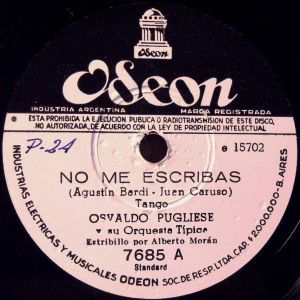 Odeon
Odeon
INDUSTRIA ARGENTINA MARCA REGISTRADA
ESTA PROHIBIDA LA EJECUCION PUBLICA O RADIOTRANSMISION DE ESTE DISCO,
NO AUTORIZADA, DE ACUERDO CON LA LEY DE PROPIEDAD INTELECTUAL
P-24
e 15702
NO ME ESCRIBAS
(Agustín Bardi - Juan Caruso)
Tango
OSVALDO PUGLIESE
y su Orquesta Típica
Estribillo por Alberto Morán
7685 A
Standard
INDUSTRIAS ELECTRICAS Y MUSICALES ODEON SOC. DE RESP. LTDA. CAP. $ 2.000.000 - B. AIRES